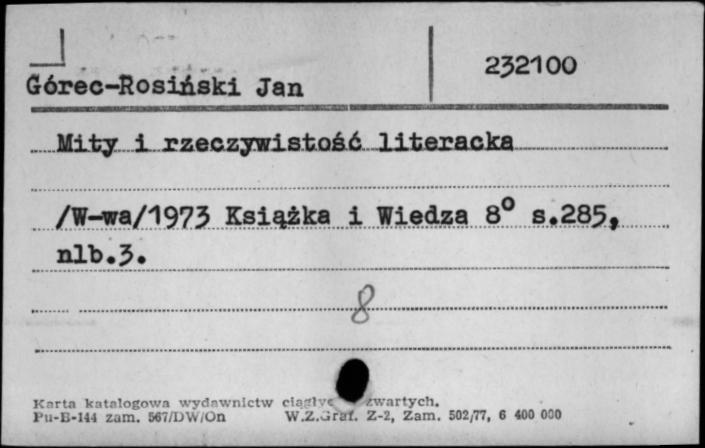 232100
Górec-Rosiński Jan
Mity i rzeczywistość literacka
/W-wa/1973 Książka i Wiedza 8° s.285,
nlb.3.
8
Karta katalogowa wydawnictw zwartych.
Pu-B-144 zam. 567/DW/On W.Z.Graf. Z-2, Zam. 502/77, 6 400 000